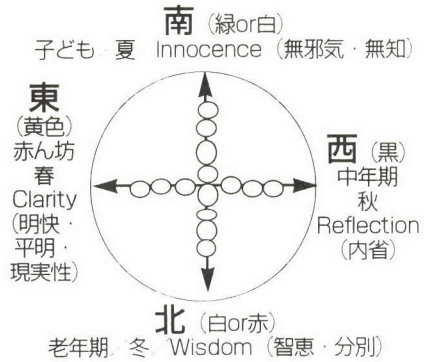 南（緑or白）
子ども 夏 Innocence（無邪気・無知）
東
（黄色）
赤ん坊
春
Clarity
（明快・
平明・
現実性）
西（黒）
中年期
秋
Reflection
（内省）
北（白or赤）
老年期 冬 Wisdom（智恵・分別）